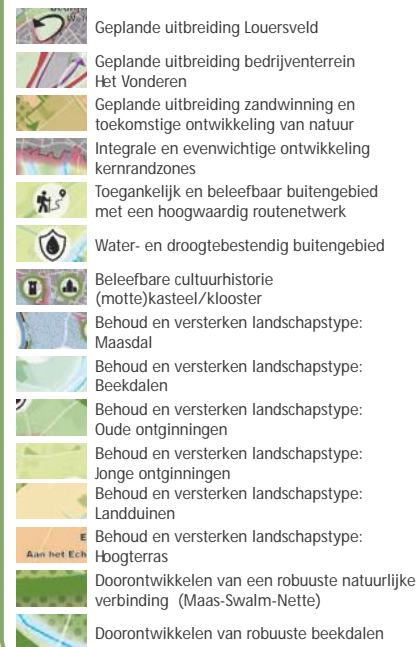 Geplande uitbreiding Louersveld
Geplande uitbreiding bedrijventerrein
Het Vonderen
Geplande uitbreiding zandwinning en
toekomstige ontwikkeling van natuur
Integrale en evenwichtige ontwikkeling
kernrandzones
Toegankelijk en beleefbaar buitengebied
met een hoogwaardig routenetwerk
Water- en droogtebestendig buitengebied
Beleefbare cultuurhistorie
(motte)kasteel/klooster
Behoud en versterken landschapstype:
Maasdal
Behoud en versterken landschapstype:
Beekdalen
Behoud en versterken landschapstype:
Oude ontginningen
Behoud en versterken landschapstype:
Jonge ontginningen
Behoud en versterken landschapstype:
Landduinen
Behoud en versterken landschapstype:
Hoogterras
Aan het Ech
Doorontwikkelen van een robuuste natuurlijke
verbinding (Maas-Swalm-Nette)
Doorontwikkelen van robuuste beekdalen